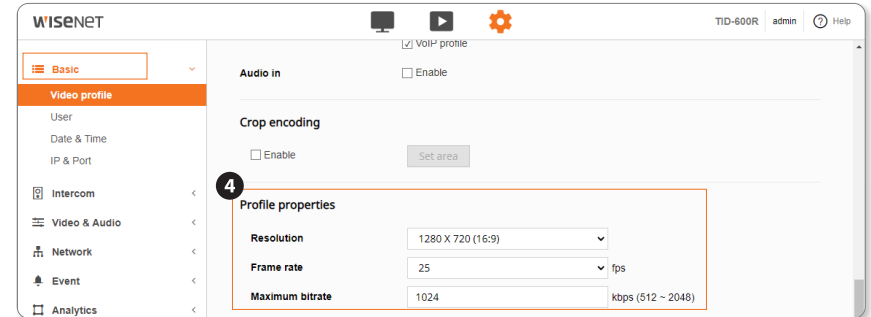 WISENET
TID-600R admin ? Help
VoIP profile
Basic
Audio in Enable
Video profile
User
Crop encoding
Date & Time
Enable Set area
IP & Port
4
Intercom
Profile properties
Video & Audio
Resolution 1280 X 720 (16:9)
Network
Frame rate 25 fps
Event
Maximum bitrate 1024 kbps (512 ~ 2048)
Analytics